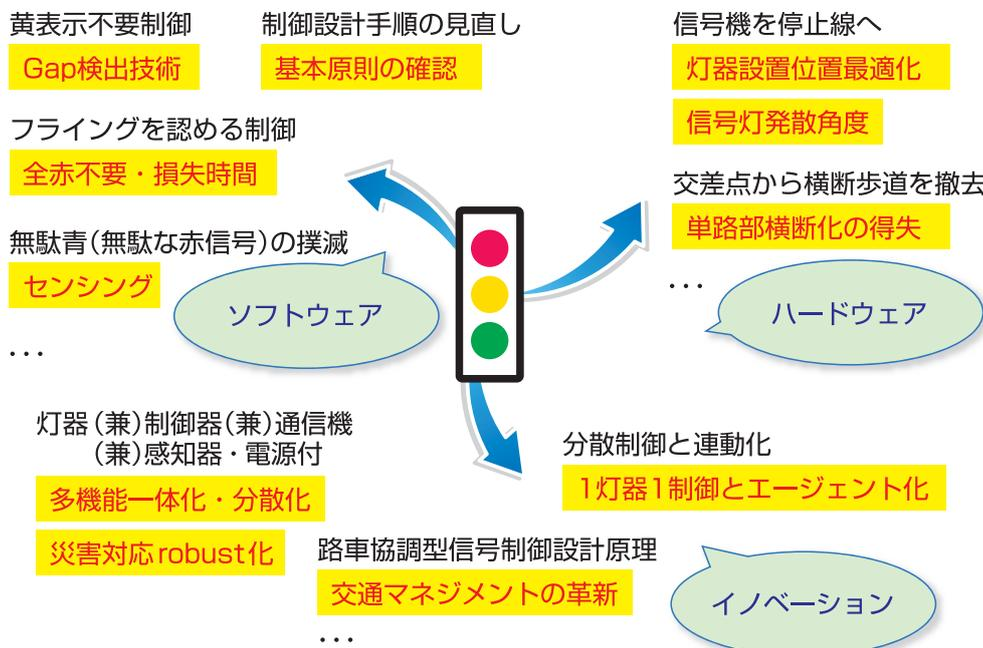 黄表示不要制御
Gap検出技術
制御設計手順の見直し
基本原則の確認
フライングを認める制御
全赤不要・損失時間
無駄青(無駄な赤信号)の撲滅
センシング
...
ソフトウェア
信号機を停止線へ
灯器設置位置最適化
信号灯発散角度
交差点から横断歩道を撤去
単路部横断化の得失
...
ハードウェア
灯器(兼)制御器(兼)通信機
(兼)感知器・電源付
多機能一体化・分散化
災害対応robust化
分散制御と連動化
1灯器1制御とエージェント化
路車協調型信号制御設計原理
交通マネジメントの革新
...
イノベーション